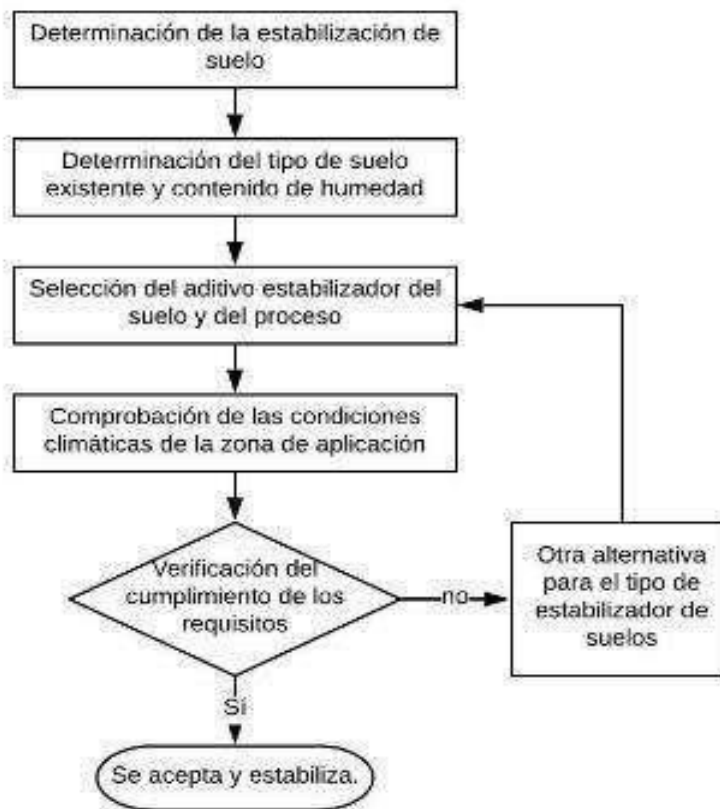 Determinación de la estabilización de
suelo
Determinación del tipo de suelo
existente y contenido de humedad
Selección del aditivo estabilizador del
suelo y del proceso
Comprobación de las condiciones
climáticas de la zona de aplicación
Verificación del
cumplimiento de los
requisitos
no
Otra alternativa
para el tipo de
estabilizador de
suelos
Sí
Se acepta y estabiliza.